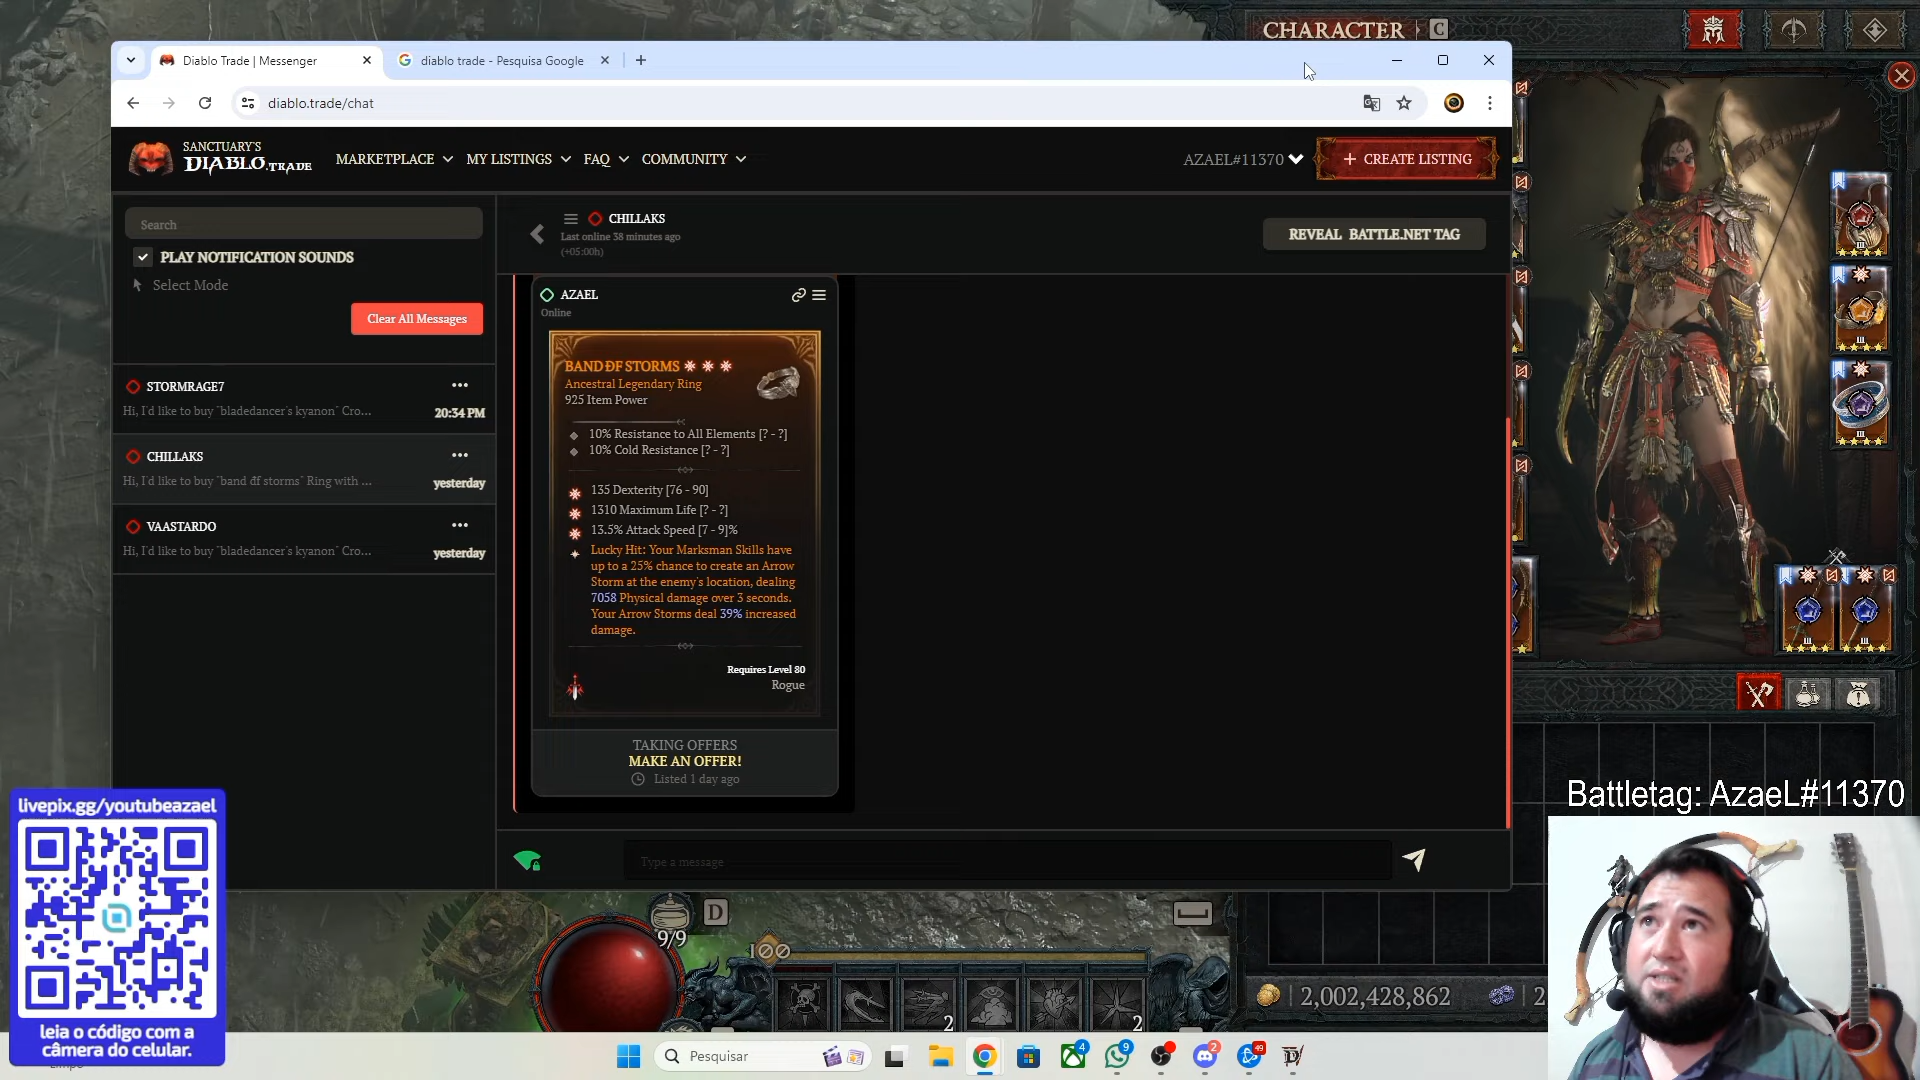 CHARACTER C
Diablo Trade | Messenger
diablo trade - Pesquisa Google
diablo.trade/chat
SANCTUARY'S
DIABLO.TRADE
MARKETPLACE
MY LISTINGS
FAQ
COMMUNITY
AZAEL#11370
+ CREATE LISTING
Search
PLAY NOTIFICATION SOUNDS
Select Mode
Clear All Messages
STORMRAGE7
Hi, I'd like to buy "bladedancer's kyanon" Cro...
20:34 PM
CHILLAKS
Hi, I'd like to buy "band đf storms" Ring with ...
yesterday
VAASTARDO
Hi, I'd like to buy "bladedancer's kyanon" Cro...
yesterday
CHILLAKS
Last online 38 minutes ago
(+05:00h)
REVEAL BATTLE.NET TAG
AZAEL
Online
BAND ĐF STORMS
Ancestral Legendary Ring
925 Item Power
10% Resistance to All Elements [? - ?]
10% Cold Resistance [? - ?]
135 Dexterity [76 - 90]
1310 Maximum Life [? - ?]
13.5% Attack Speed [7 - 9]%
Lucky Hit: Your Marksman Skills have
up to a 25% chance to create an Arrow
Storm at the enemy's location, dealing
7058 Physical damage over 3 seconds.
Your Arrow Storms deal 39% increased
damage.
Requires Level 80
Rogue
TAKING OFFERS
MAKE AN OFFER!
Listed 1 day ago
Type a message
livepix.gg/youtubeazael
leia o código com a
câmera do celular.
Battletag: AzaeL#11370
9/9
D
2
2
2,002,428,862
2
Pesquisar
4
9
2
49